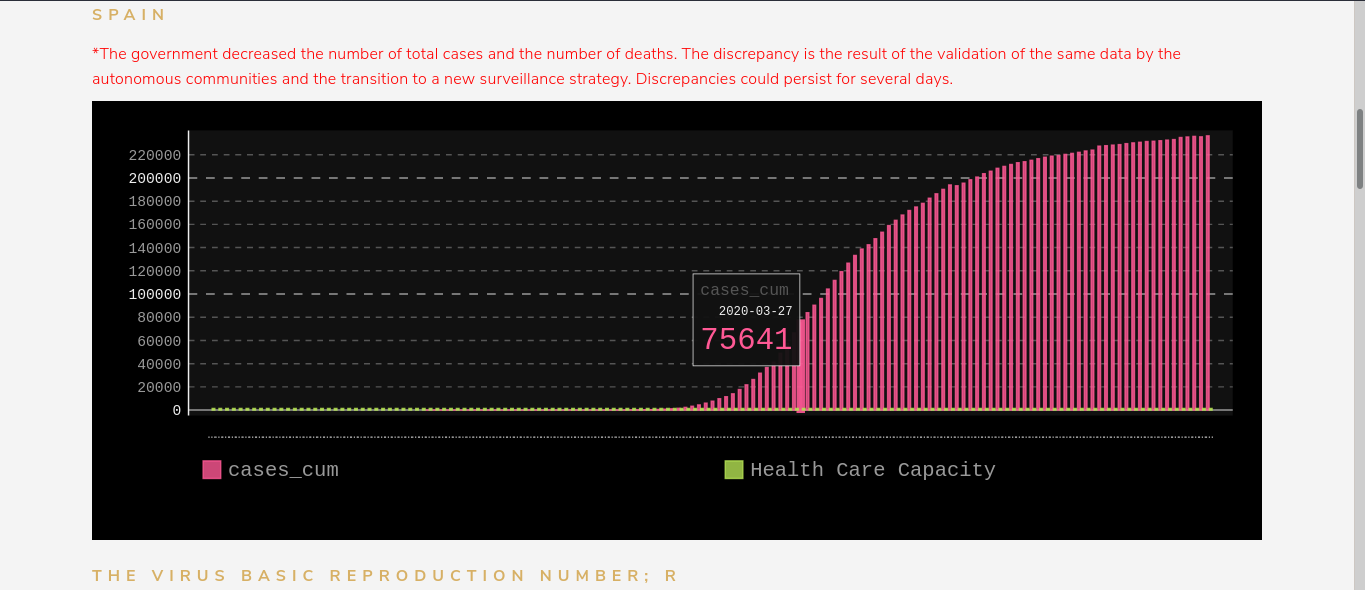 SPAIN
*The government decreased the number of total cases and the number of deaths. The discrepancy is the result of the validation of the same data by the
autonomous communities and the transition to a new surveillance strategy. Discrepancies could persist for several days.
220000
200000
180000
160000
140000
120000
100000
80000
60000
40000
20000
0
cases_cum
2020-03-27
75641
cases_cum
Health Care Capacity
THE VIRUS BASIC REPRODUCTION NUMBER; R